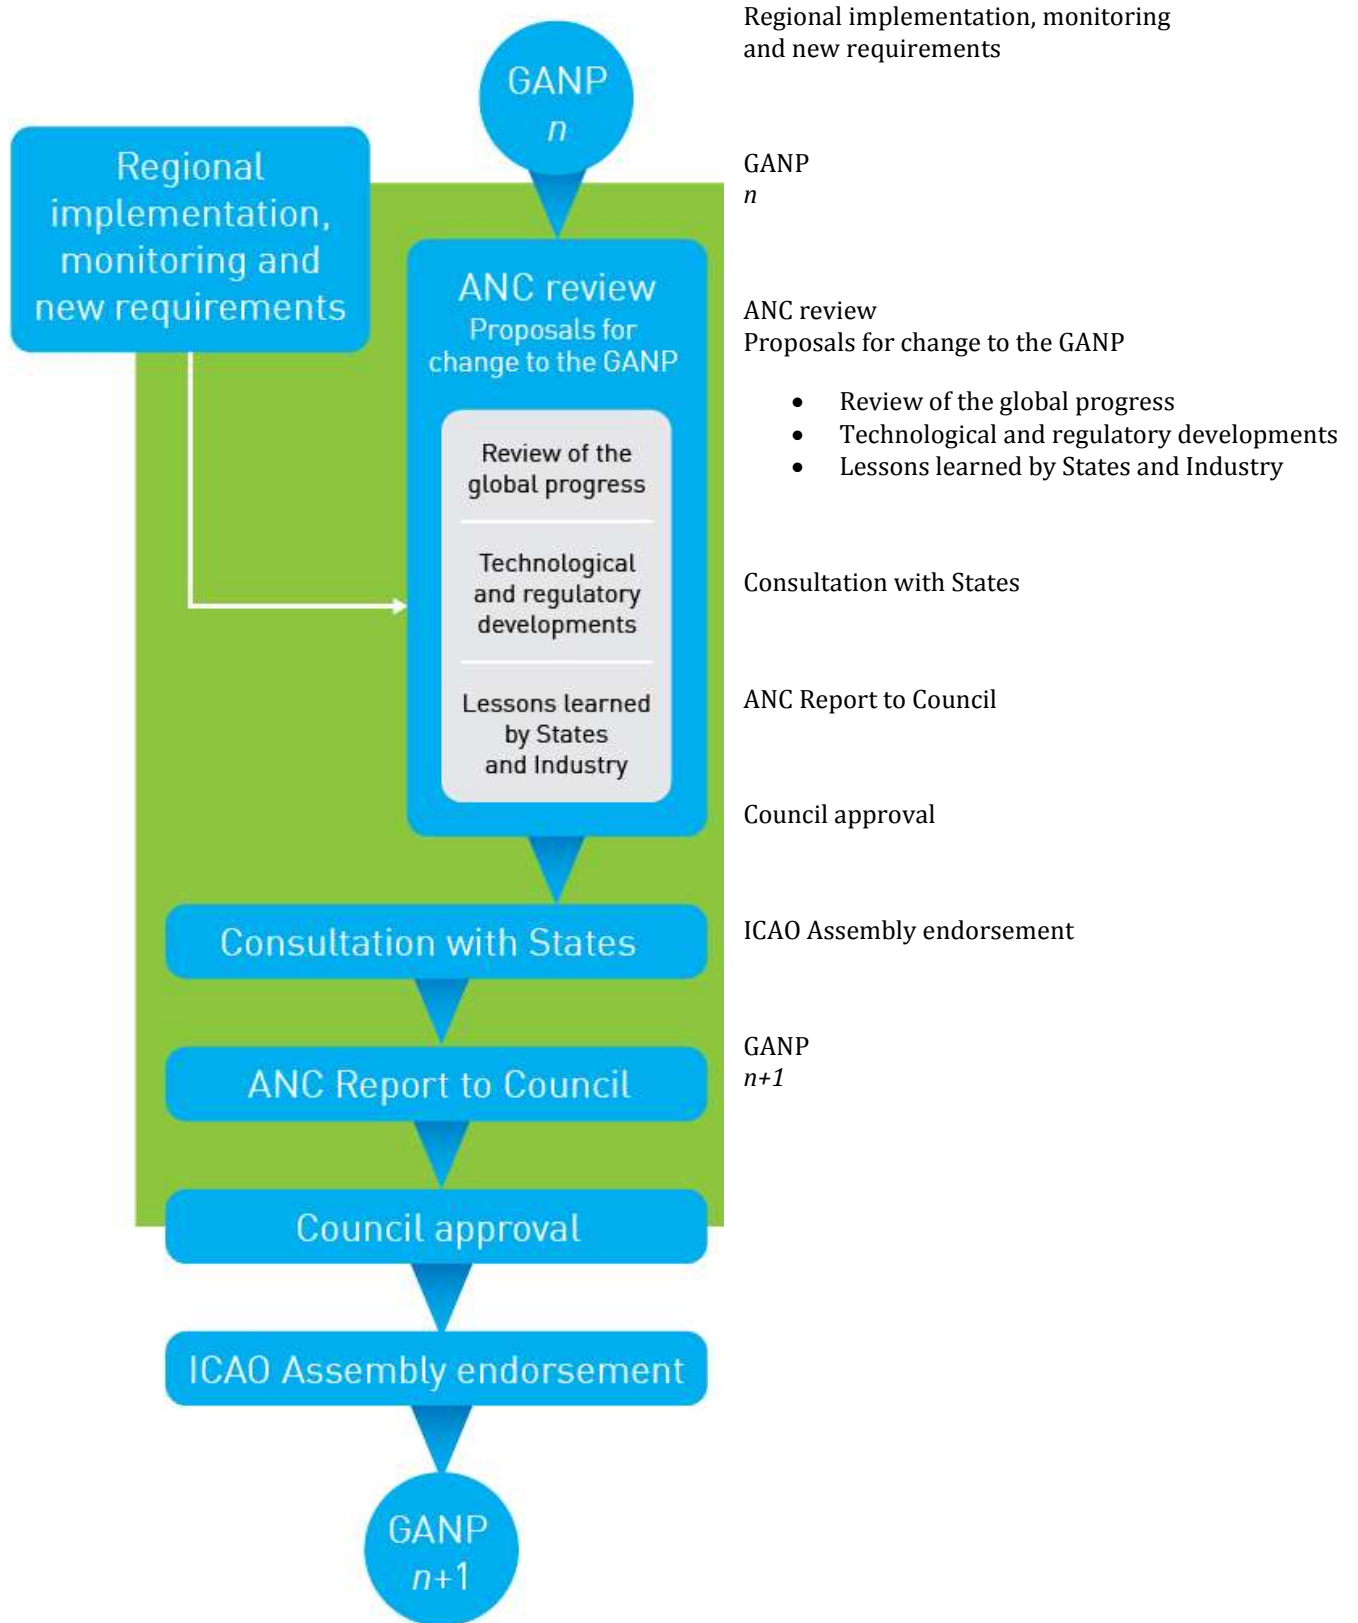 GANP
n
Regional
implementation,
monitoring and
new requirements
ANC review
Proposals for
change to the GANP
Review of the
global progress
Technological
and regulatory
developments
Lessons learned
by States
and Industry
Consultation with States
ANC Report to Council
Council approval
ICAO Assembly endorsement
GANP
n+1
Regional implementation, monitoring
and new requirements
GANP
n
ANC review
Proposals for change to the GANP
• Review of the global progress
• Technological and regulatory developments
• Lessons learned by States and Industry
Consultation with States
ANC Report to Council
Council approval
ICAO Assembly endorsement
GANP
n+1